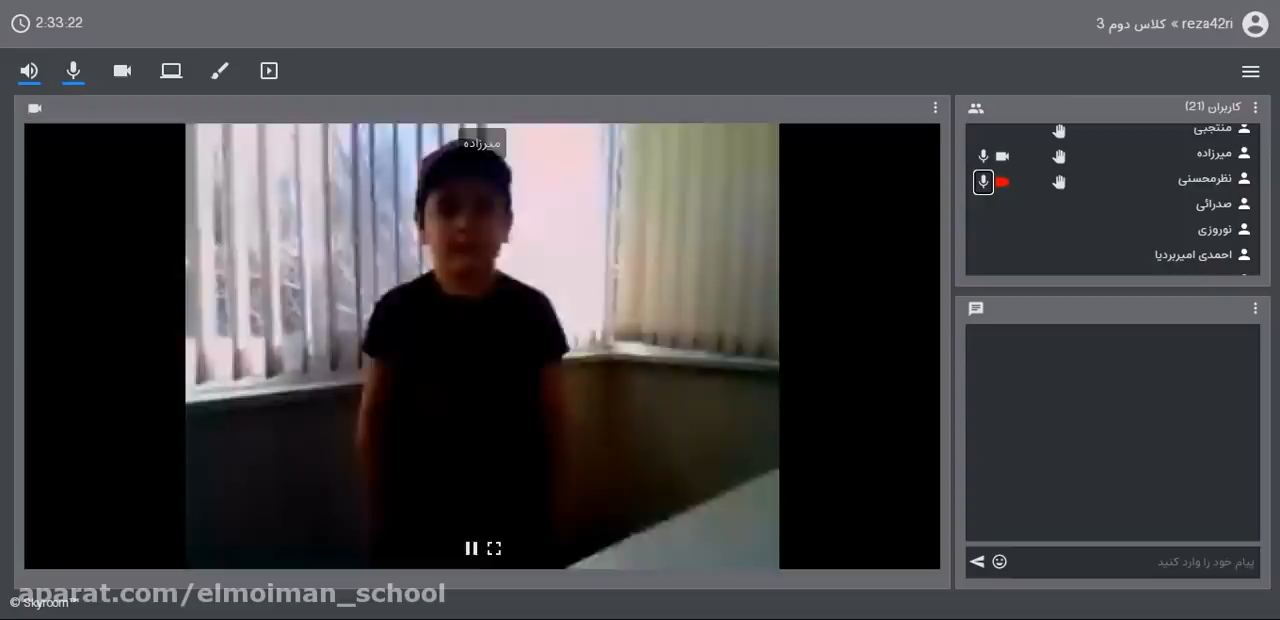 2:33:22
reza42ri » کلاس دوم 3
کاربران (21)
منتجبی
میرزاده
نظرمحسنی
صدرائی
نوروزی
احمدی امیربردیا
میرزاده
پیام خود را وارد کنید
aparat.com/elmoiman_school
© Skyroom™